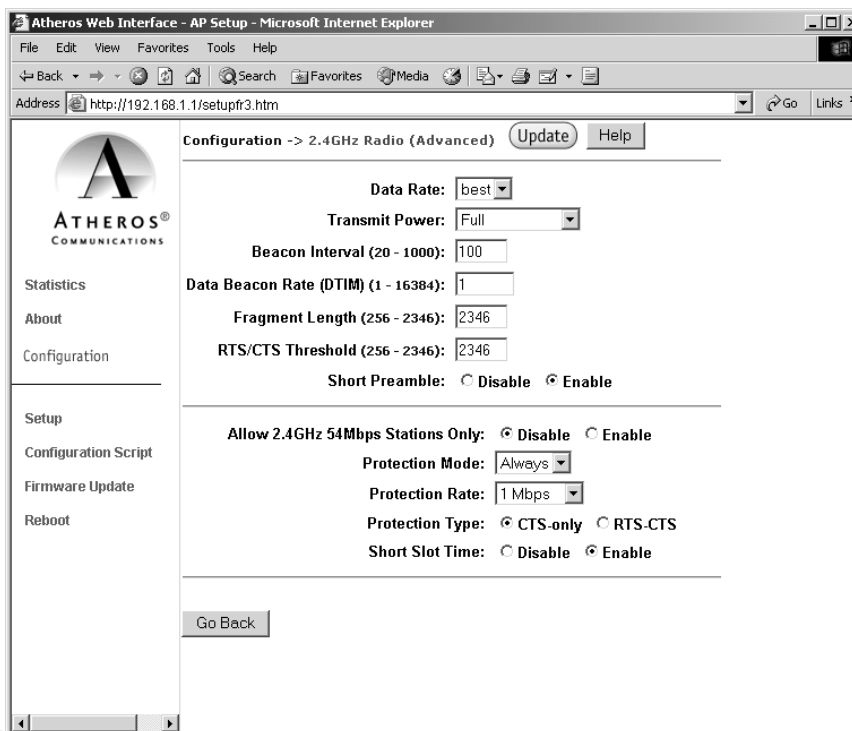 Atheros Web Interface - AP Setup - Microsoft Internet Explorer
File Edit View Favorites Tools Help
Back Search Favorites Media
Address http://192.168.1.1/setupfr3.htm Go Links
ATHEROS®
COMMUNICATIONS
Statistics
About
Configuration
Setup
Configuration Script
Firmware Update
Reboot
Configuration -> 2.4GHz Radio (Advanced) Update Help
Data Rate: best
Transmit Power: Full
Beacon Interval (20 - 1000): 100
Data Beacon Rate (DTIM) (1 - 16384): 1
Fragment Length (256 - 2346): 2346
RTS/CTS Threshold (256 - 2346): 2346
Short Preamble: Disable Enable
Allow 2.4GHz 54Mbps Stations Only: Disable Enable
Protection Mode: Always
Protection Rate: 1 Mbps
Protection Type: CTS-only RTS-CTS
Short Slot Time: Disable Enable
Go Back